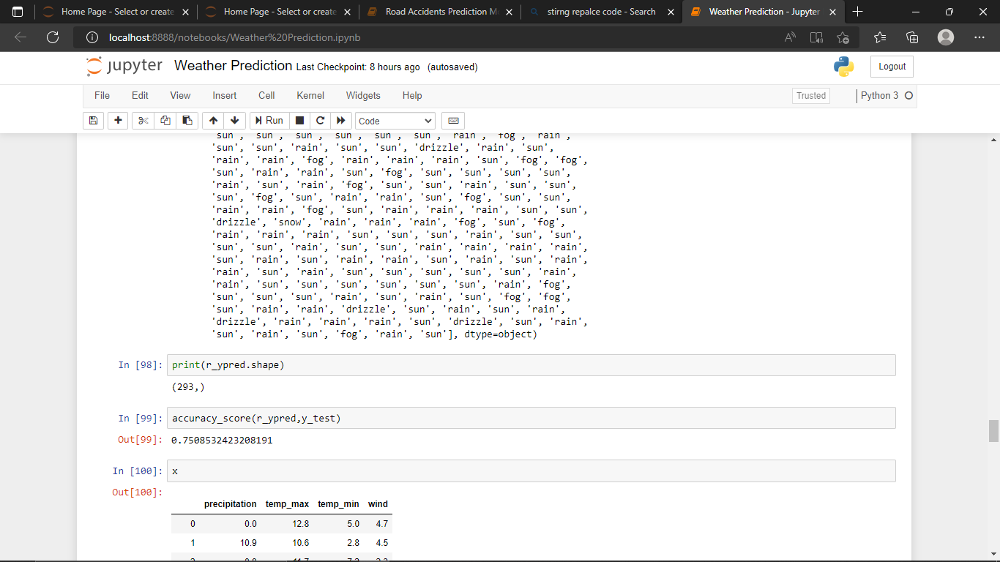 Home Page - Select or create
Home Page - Select or create
Road Accidents Prediction M
stirng repalce code - Search
Weather Prediction - Jupyter
localhost:8888/notebooks/Weather%20Prediction.ipynb
jupyter Weather Prediction Last Checkpoint: 8 hours ago (autosaved)
Logout
File Edit View Insert Cell Kernel Widgets Help
Trusted
Python 3
Run
Code
'sun', 'sun', 'sun', 'sun', 'sun', 'sun', 'rain', 'fog', 'rain',
'sun', 'sun', 'rain', 'sun', 'sun', 'drizzle', 'rain', 'sun',
'rain', 'rain', 'fog', 'rain', 'rain', 'rain', 'sun', 'fog', 'fog',
'sun', 'rain', 'rain', 'sun', 'fog', 'sun', 'sun', 'sun', 'sun',
'rain', 'sun', 'rain', 'fog', 'sun', 'sun', 'rain', 'sun', 'sun',
'sun', 'fog', 'sun', 'rain', 'rain', 'sun', 'fog', 'sun', 'sun',
'rain', 'rain', 'fog', 'sun', 'rain', 'rain', 'rain', 'sun', 'sun',
'drizzle', 'snow', 'rain', 'rain', 'rain', 'fog', 'sun', 'fog',
'rain', 'rain', 'rain', 'sun', 'sun', 'sun', 'rain', 'sun', 'sun',
'sun', 'sun', 'rain', 'sun', 'sun', 'rain', 'rain', 'rain', 'rain',
'sun', 'rain', 'sun', 'rain', 'rain', 'sun', 'rain', 'sun', 'rain',
'rain', 'sun', 'rain', 'sun', 'sun', 'sun', 'sun', 'sun', 'rain',
'rain', 'sun', 'sun', 'sun', 'sun', 'sun', 'sun', 'rain', 'fog',
'sun', 'sun', 'sun', 'rain', 'sun', 'rain', 'sun', 'fog', 'fog',
'sun', 'rain', 'rain', 'drizzle', 'sun', 'rain', 'sun', 'rain',
'drizzle', 'rain', 'rain', 'rain', 'sun', 'drizzle', 'sun', 'rain',
'sun', 'rain', 'sun', 'fog', 'rain', 'sun'], dtype=object)
In [98]: print(r_ypred.shape)
(293,)
In [99]: accuracy_score(r_ypred,y_test)
Out[99]: 0.7508532423208191
In [100]: x
Out[100]:
precipitation temp_max temp_min wind
0 0.0 12.8 5.0 4.7
1 10.9 10.6 2.8 4.5